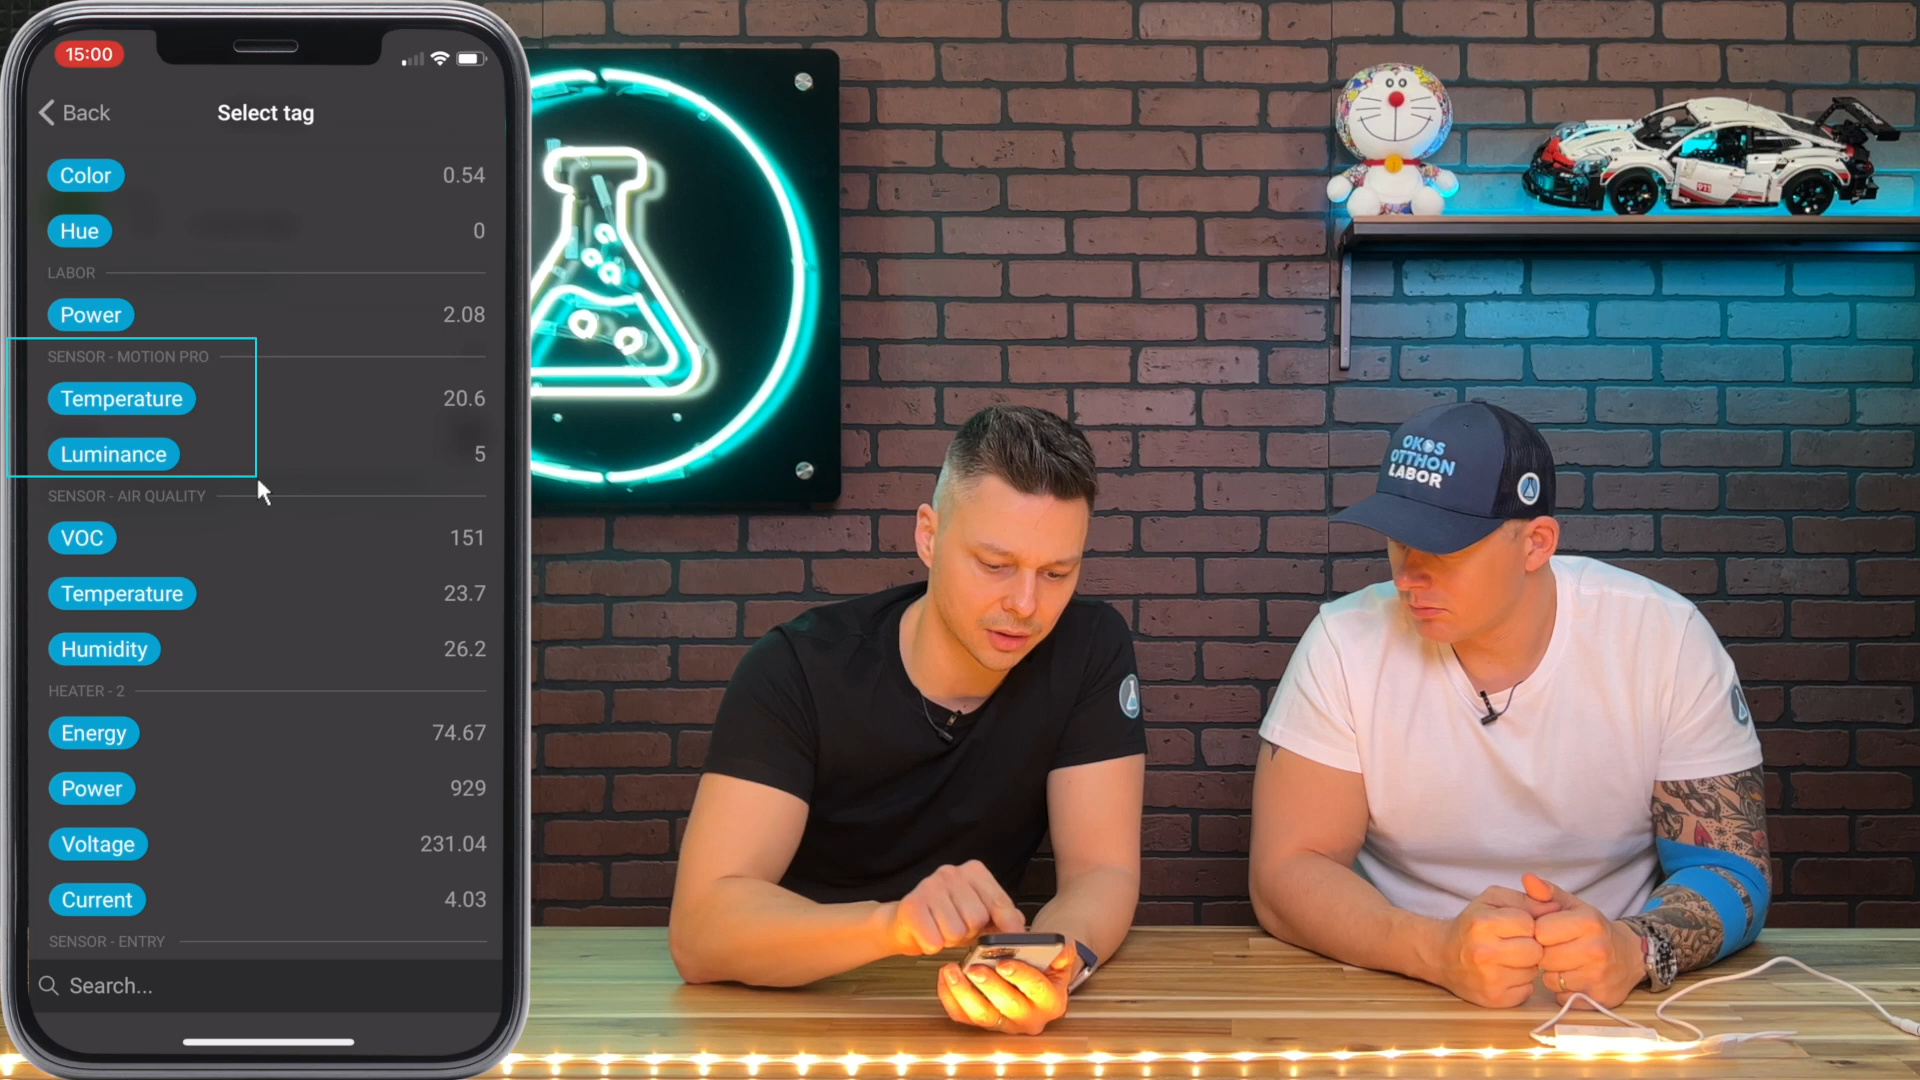 15:00
Back
Select tag
Color 0.54
Hue 0
LABOR
Power 2.08
SENSOR - MOTION PRO
Temperature 20.6
Luminance 5
SENSOR - AIR QUALITY
VOC 151
Temperature 23.7
Humidity 26.2
HEATER - 2
Energy 74.67
Power 929
Voltage 231.04
Current 4.03
SENSOR - ENTRY
Search...
OKOS
OTTHON
LABOR
911